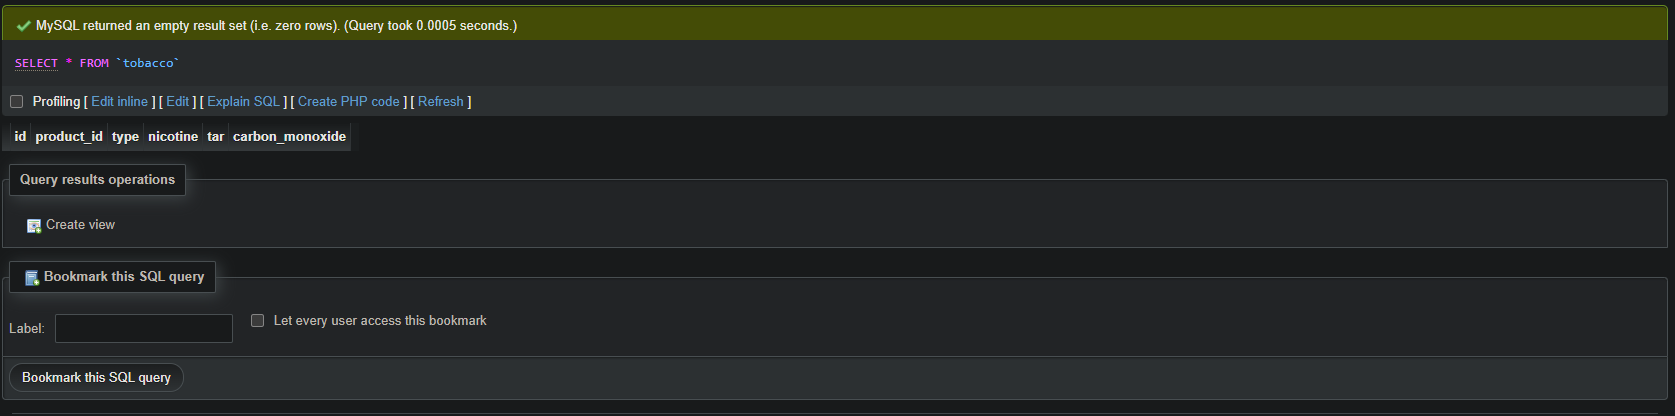 MySQL returned an empty result set (i.e. zero rows). (Query took 0.0005 seconds.)
SELECT * FROM `tobacco`
Profiling [ Edit inline ] [ Edit ] [ Explain SQL ] [ Create PHP code ] [ Refresh ]
id product_id type nicotine tar carbon_monoxide
Query results operations
Create view
Bookmark this SQL query
Label: Let every user access this bookmark
Bookmark this SQL query